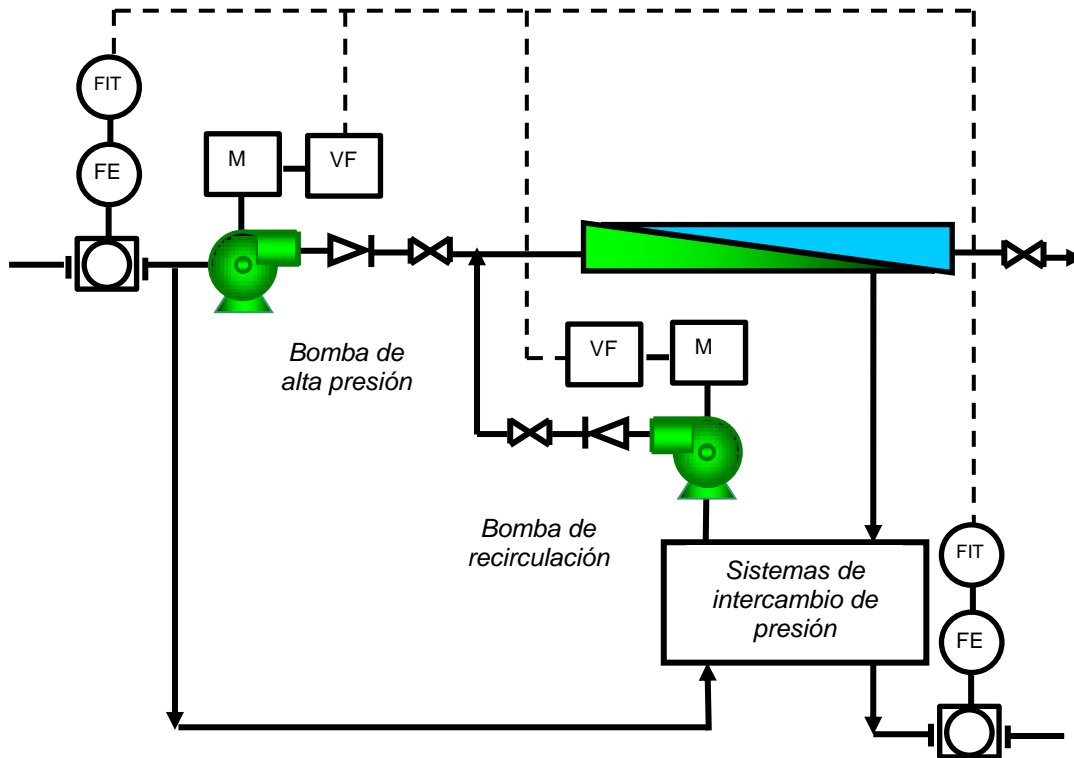 FIT
FE
M
VF
Bomba de
alta presión
VF
M
Bomba de
recirculación
Sistemas de
intercambio de
presión
FIT
FE